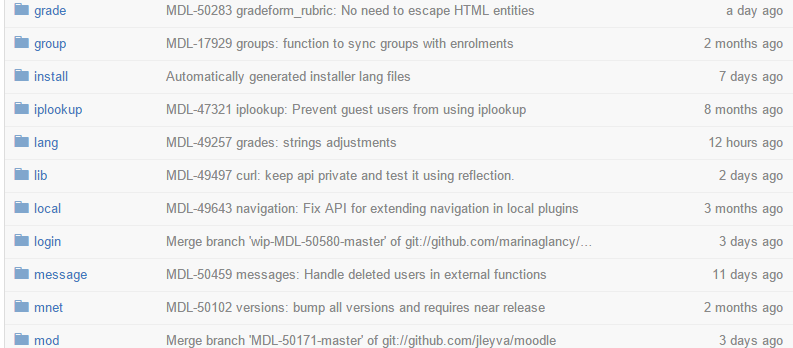 grade MDL-50283 gradeform_rubric: No need to escape HTML entities a day ago
group MDL-17929 groups: function to sync groups with enrolments 2 months ago
install Automatically generated installer lang files 7 days ago
iplookup MDL-47321 iplookup: Prevent guest users from using iplookup 8 months ago
lang MDL-49257 grades: strings adjustments 12 hours ago
lib MDL-49497 curl: keep api private and test it using reflection. 2 days ago
local MDL-49643 navigation: Fix API for extending navigation in local plugins 3 months ago
login Merge branch 'wip-MDL-50580-master' of git://github.com/marinaglancy/… 3 days ago
message MDL-50459 messages: Handle deleted users in external functions 11 days ago
mnet MDL-50102 versions: bump all versions and requires near release 2 months ago
mod Merge branch 'MDL-50171-master' of git://github.com/jleyva/moodle 3 days ago